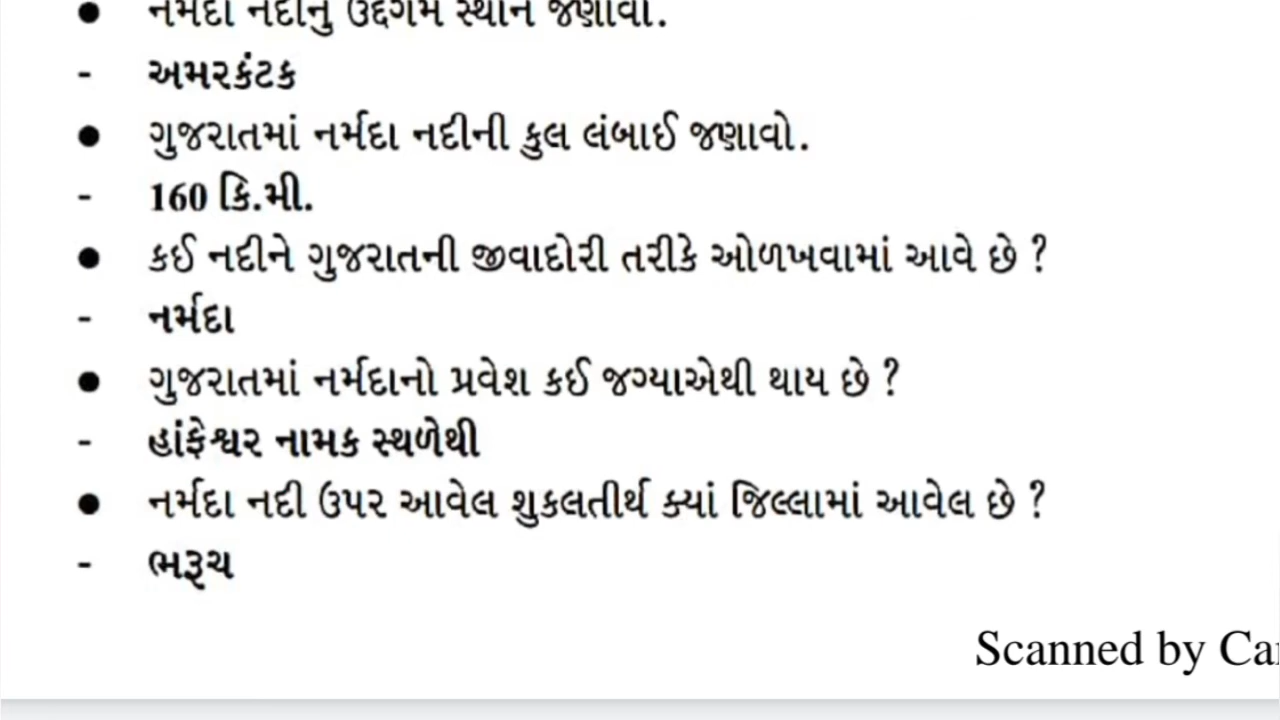 ● નર્મદા નદીનું ઉદ્દગમ સ્થાન જણાવો.
- અમરકંટક
● ગુજરાતમાં નર્મદા નદીની કુલ લંબાઈ જણાવો.
- 160 કિ.મી.
● કઈ નદીને ગુજરાતની જીવાદોરી તરીકે ઓળખવામાં આવે છે ?
- નર્મદા
● ગુજરાતમાં નર્મદાનો પ્રવેશ કઈ જગ્યાએથી થાય છે ?
- હાંફેશ્વર નામક સ્થળેથી
● નર્મદા નદી ઉપર આવેલ શુકલતીર્થ ક્યાં જિલ્લામાં આવેલ છે ?
- ભરૂચ
Scanned by